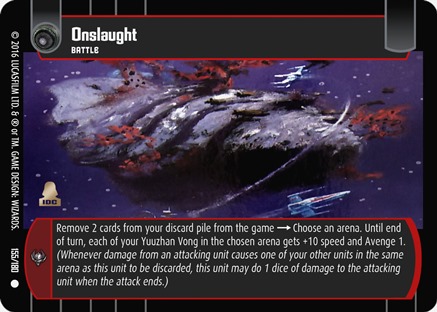 Onslaught
BATTLE
© 2016 LUCASFILM LTD. & ® or TM. GAME DESIGN: WIZARDS.
155/180
IDC
Remove 2 cards from your discard pile from the game → Choose an arena. Until end
of turn, each of your Yuuzhan Vong in the chosen arena gets +10 speed and Avenge 1.
(Whenever damage from an attacking unit causes one of your other units in the same
arena as this unit to be discarded, this unit may do 1 dice of damage to the attacking
unit when the attack ends.)